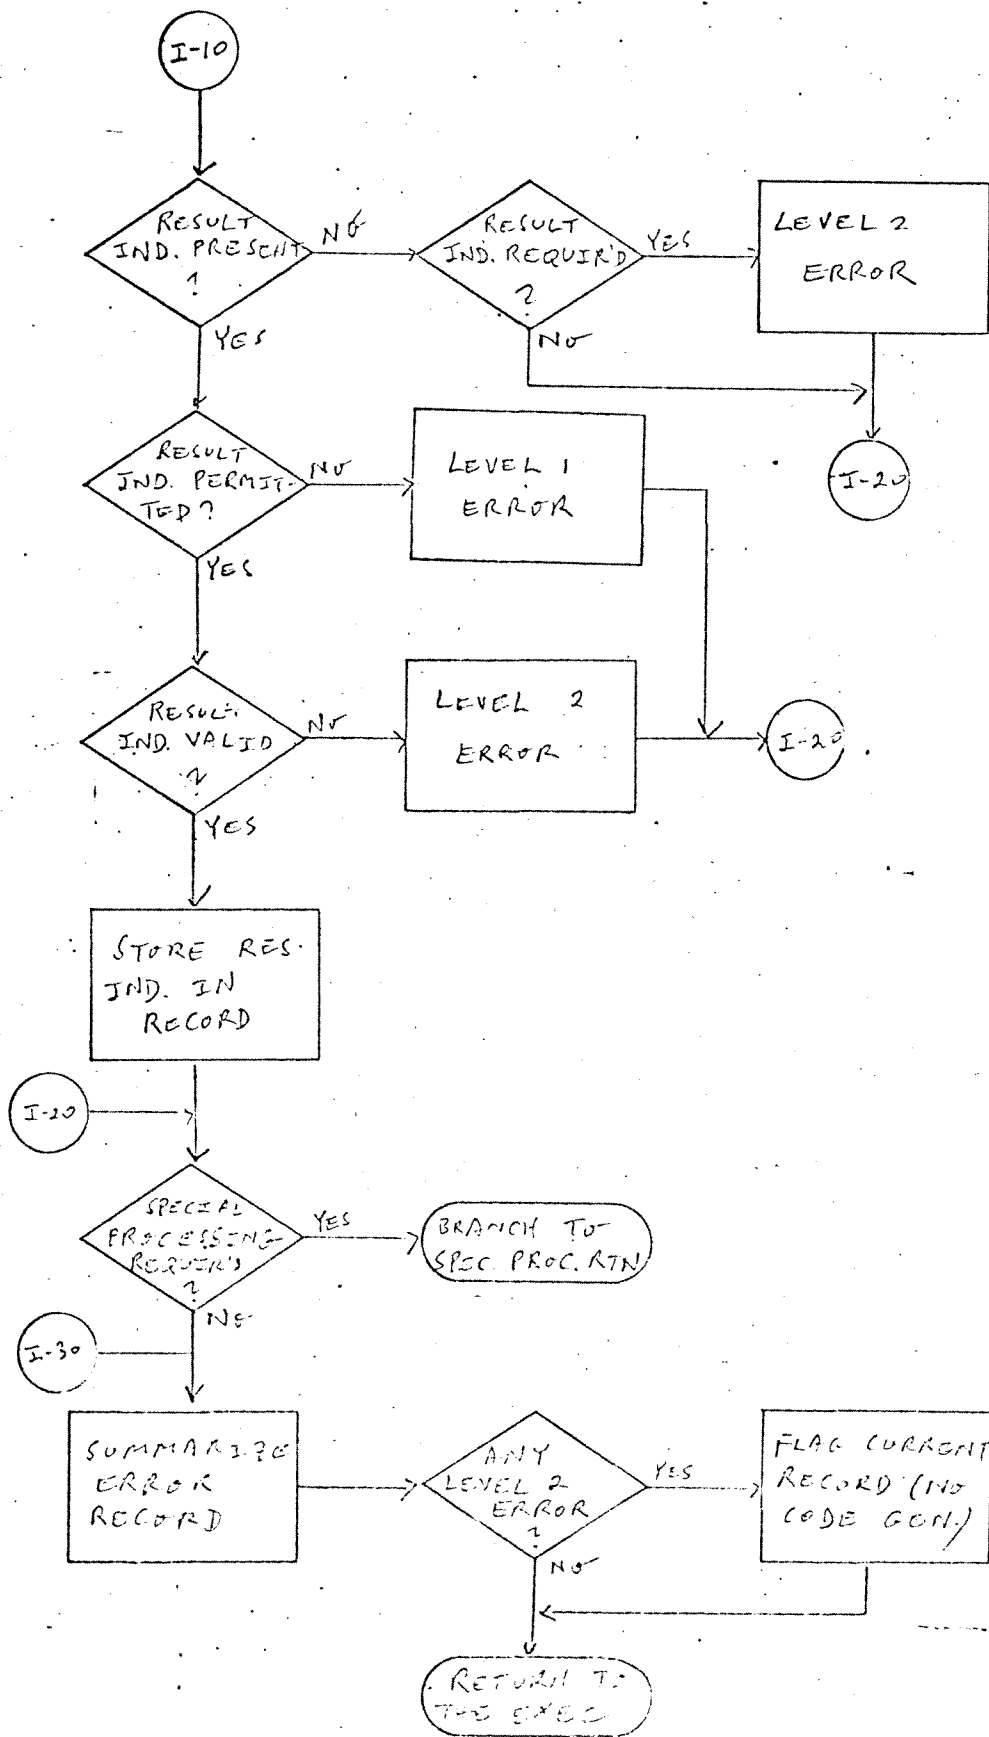 I-10
RESULT
IND. PRESENT
?
NO
YES
RESULT
IND. REQUIR'D
?
YES
NO
LEVEL 2
ERROR
I-20
RESULT
IND. PERMIT-
TED?
NO
YES
LEVEL 1
ERROR
RESULT
IND. VALID
?
NO
YES
LEVEL 2
ERROR
I-20
STORE RES.
IND. IN
RECORD
I-20
SPECIAL
PROCESSING
REQUIR'D
?
YES
NO
BRANCH TO
SPEC. PROC. RTN
I-30
SUMMARIZE
ERROR
RECORD
ANY
LEVEL 2
ERROR
?
YES
NO
FLAG CURRENT
RECORD (NO
CODE GEN.)
RETURN TO
THE EXEC